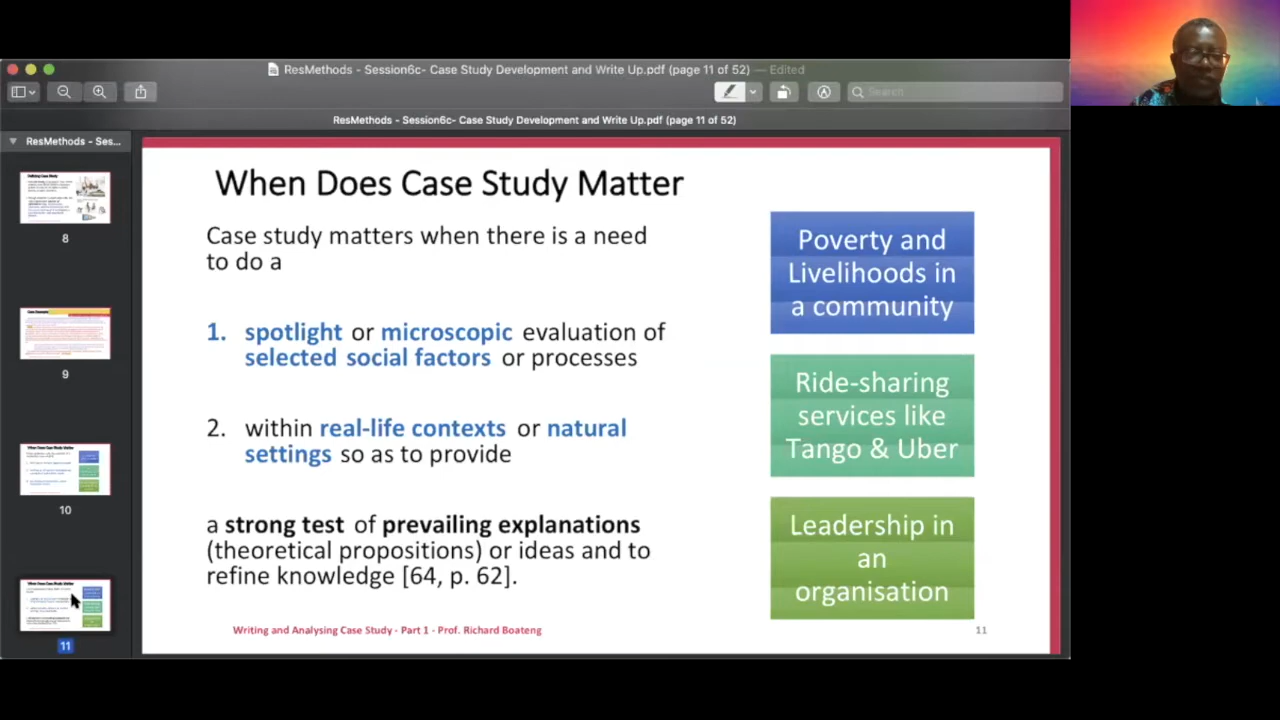 ResMethods - Session6c- Case Study Development and Write Up.pdf (page 11 of 52) — Edited
Search
ResMethods - Session6c- Case Study Development and Write Up.pdf (page 11 of 52)
ResMethods - Ses...
8
9
10
11
When Does Case Study Matter
Case study matters when there is a need
to do a
1. spotlight or microscopic evaluation of
selected social factors or processes
2. within real-life contexts or natural
settings so as to provide
a strong test of prevailing explanations
(theoretical propositions) or ideas and to
refine knowledge [64, p. 62].
Poverty and
Livelihoods in
a community
Ride-sharing
services like
Tango & Uber
Leadership in
an
organisation
Writing and Analysing Case Study - Part 1 - Prof. Richard Boateng
11